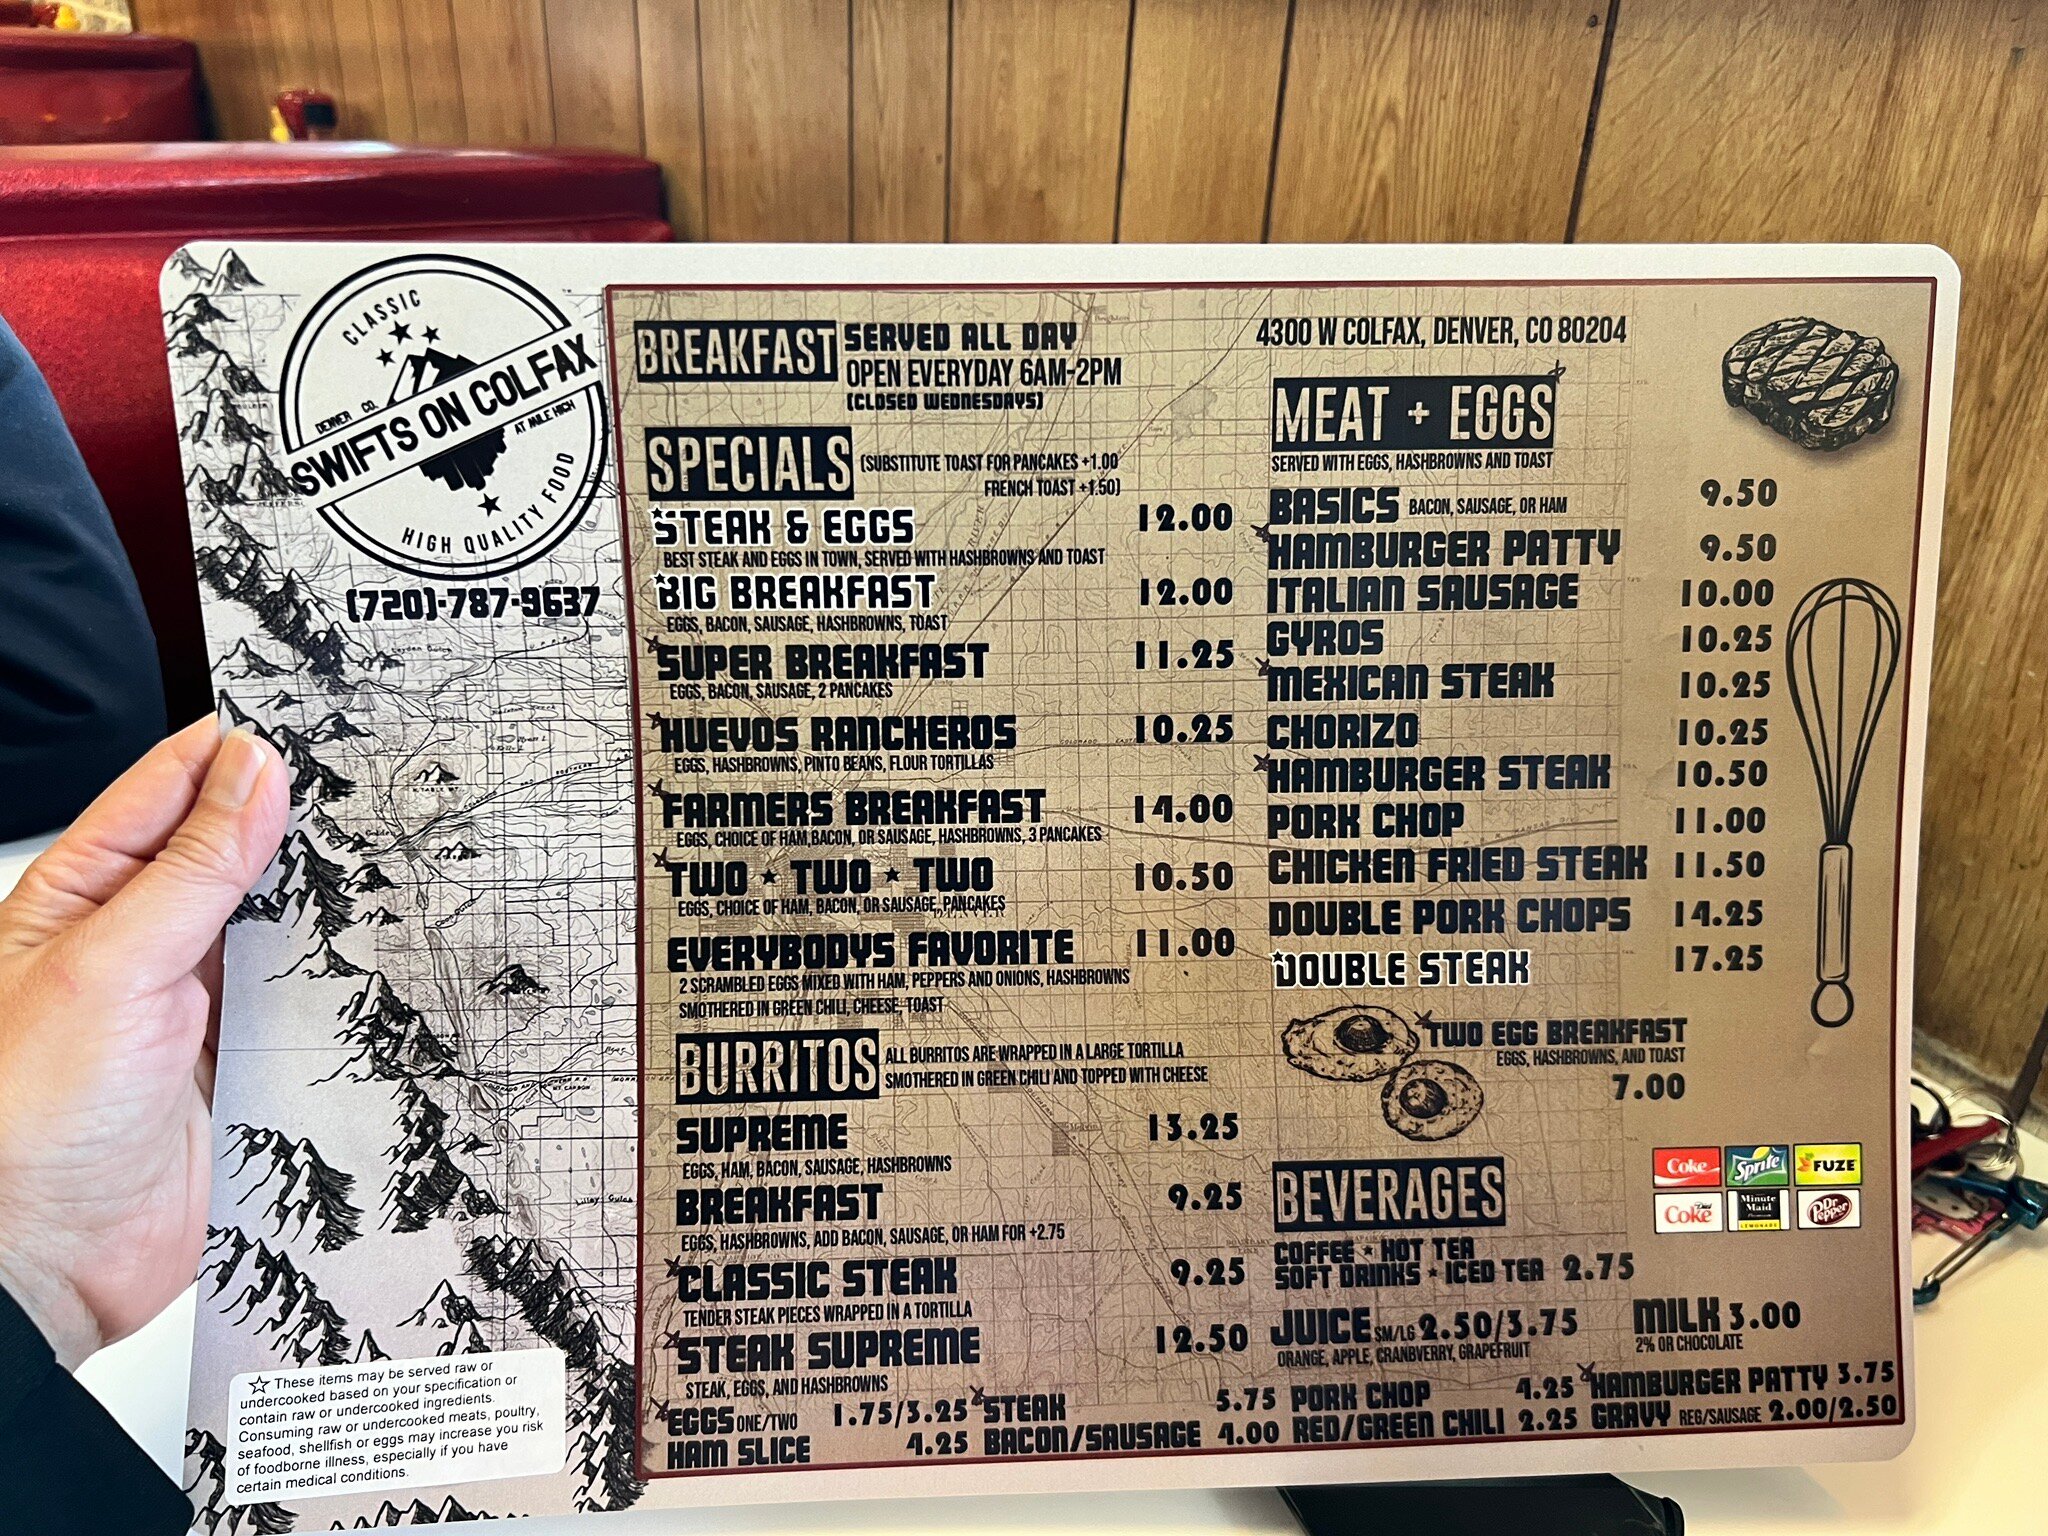 CLASSIC
DENVER CO.
SWIFTS ON COLFAX
AT A MILE HIGH
HIGH QUALITY FOOD
(720)-787-9637
☆ These items may be served raw or
undercooked based on your specification or
contain raw or undercooked ingredients.
Consuming raw or undercooked meats, poultry,
seafood, shellfish or eggs may increase you risk
of foodborne illness, especially if you have
certain medical conditions.
BREAKFAST SERVED ALL DAY
OPEN EVERYDAY 6AM-2PM
(CLOSED WEDNESDAYS)
SPECIALS (SUBSTITUTE TOAST FOR PANCAKES +1.00
FRENCH TOAST +1.50)
STEAK & EGGS 12.00
BEST STEAK AND EGGS IN TOWN, SERVED WITH HASHBROWNS AND TOAST
BIG BREAKFAST 12.00
EGGS, BACON, SAUSAGE, HASHBROWNS, TOAST
SUPER BREAKFAST 11.25
EGGS, BACON, SAUSAGE, 2 PANCAKES
HUEVOS RANCHEROS 10.25
EGGS, HASHBROWNS, PINTO BEANS, FLOUR TORTILLAS
FARMERS BREAKFAST 14.00
EGGS, CHOICE OF HAM,BACON, OR SAUSAGE, HASHBROWNS, 3 PANCAKES
TWO ★ TWO ★ TWO 10.50
EGGS, CHOICE OF HAM, BACON, OR SAUSAGE, PANCAKES
EVERYBODYS FAVORITE 11.00
2 SCRAMBLED EGGS MIXED WITH HAM, PEPPERS AND ONIONS, HASHBROWNS
SMOTHERED IN GREEN CHILI, CHEESE, TOAST
BURRITOS ALL BURRITOS ARE WRAPPED IN A LARGE TORTILLA
SMOTHERED IN GREEN CHILI AND TOPPED WITH CHEESE
SUPREME 13.25
EGGS, HAM, BACON, SAUSAGE, HASHBROWNS
BREAKFAST 9.25
EGGS, HASHBROWNS, ADD BACON, SAUSAGE, OR HAM FOR +2.75
CLASSIC STEAK 9.25
TENDER STEAK PIECES WRAPPED IN A TORTILLA
STEAK SUPREME 12.50
STEAK, EGGS, AND HASHBROWNS
4300 W COLFAX, DENVER, CO 80204
MEAT + EGGS
SERVED WITH EGGS, HASHBROWNS AND TOAST
BASICS BACON, SAUSAGE, OR HAM 9.50
HAMBURGER PATTY 9.50
ITALIAN SAUSAGE 10.00
GYROS 10.25
MEXICAN STEAK 10.25
CHORIZO 10.25
HAMBURGER STEAK 10.50
PORK CHOP 11.00
CHICKEN FRIED STEAK 11.50
DOUBLE PORK CHOPS 14.25
DOUBLE STEAK 17.25
TWO EGG BREAKFAST
EGGS, HASHBROWNS, AND TOAST
7.00
BEVERAGES
Coke Sprite FUZE
Diet Coke Minute Maid LEMONADE Dr Pepper
COFFEE ★ HOT TEA
SOFT DRINKS ★ ICED TEA 2.75
JUICE SM/LG 2.50/3.75
ORANGE, APPLE, CRANBVERRY, GRAPEFRUIT
MILK 3.00
2% OR CHOCOLATE
EGGS ONE/TWO 1.75/3.25 STEAK 5.75 PORK CHOP 4.25 HAMBURGER PATTY 3.75
HAM SLICE 4.25 BACON/SAUSAGE 4.00 RED/GREEN CHILI 2.25 GRAVY REG/SAUSAGE 2.00/2.50